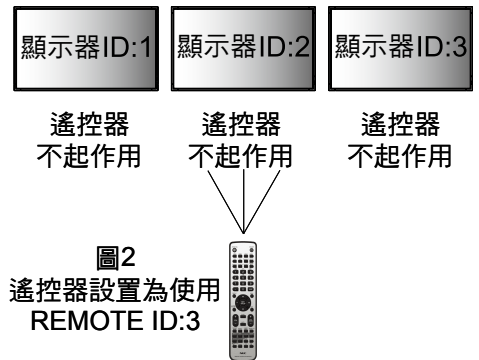 顯示器ID:1 顯示器ID:2 顯示器ID:3
遙控器 遙控器 遙控器
不起作用 不起作用 不起作用
圖2
遙控器設置為使用
REMOTE ID:3